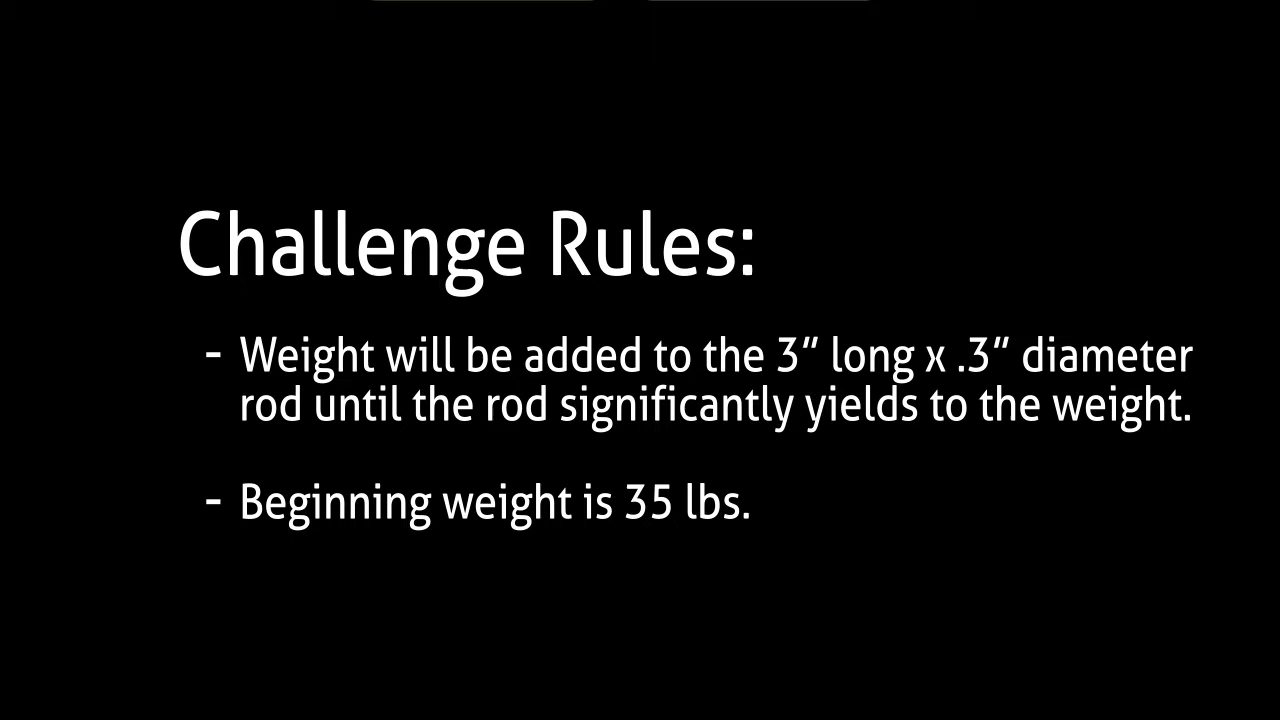 Challenge Rules:
- Weight will be added to the 3” long x .3” diameter
rod until the rod significantly yields to the weight.
- Beginning weight is 35 lbs.